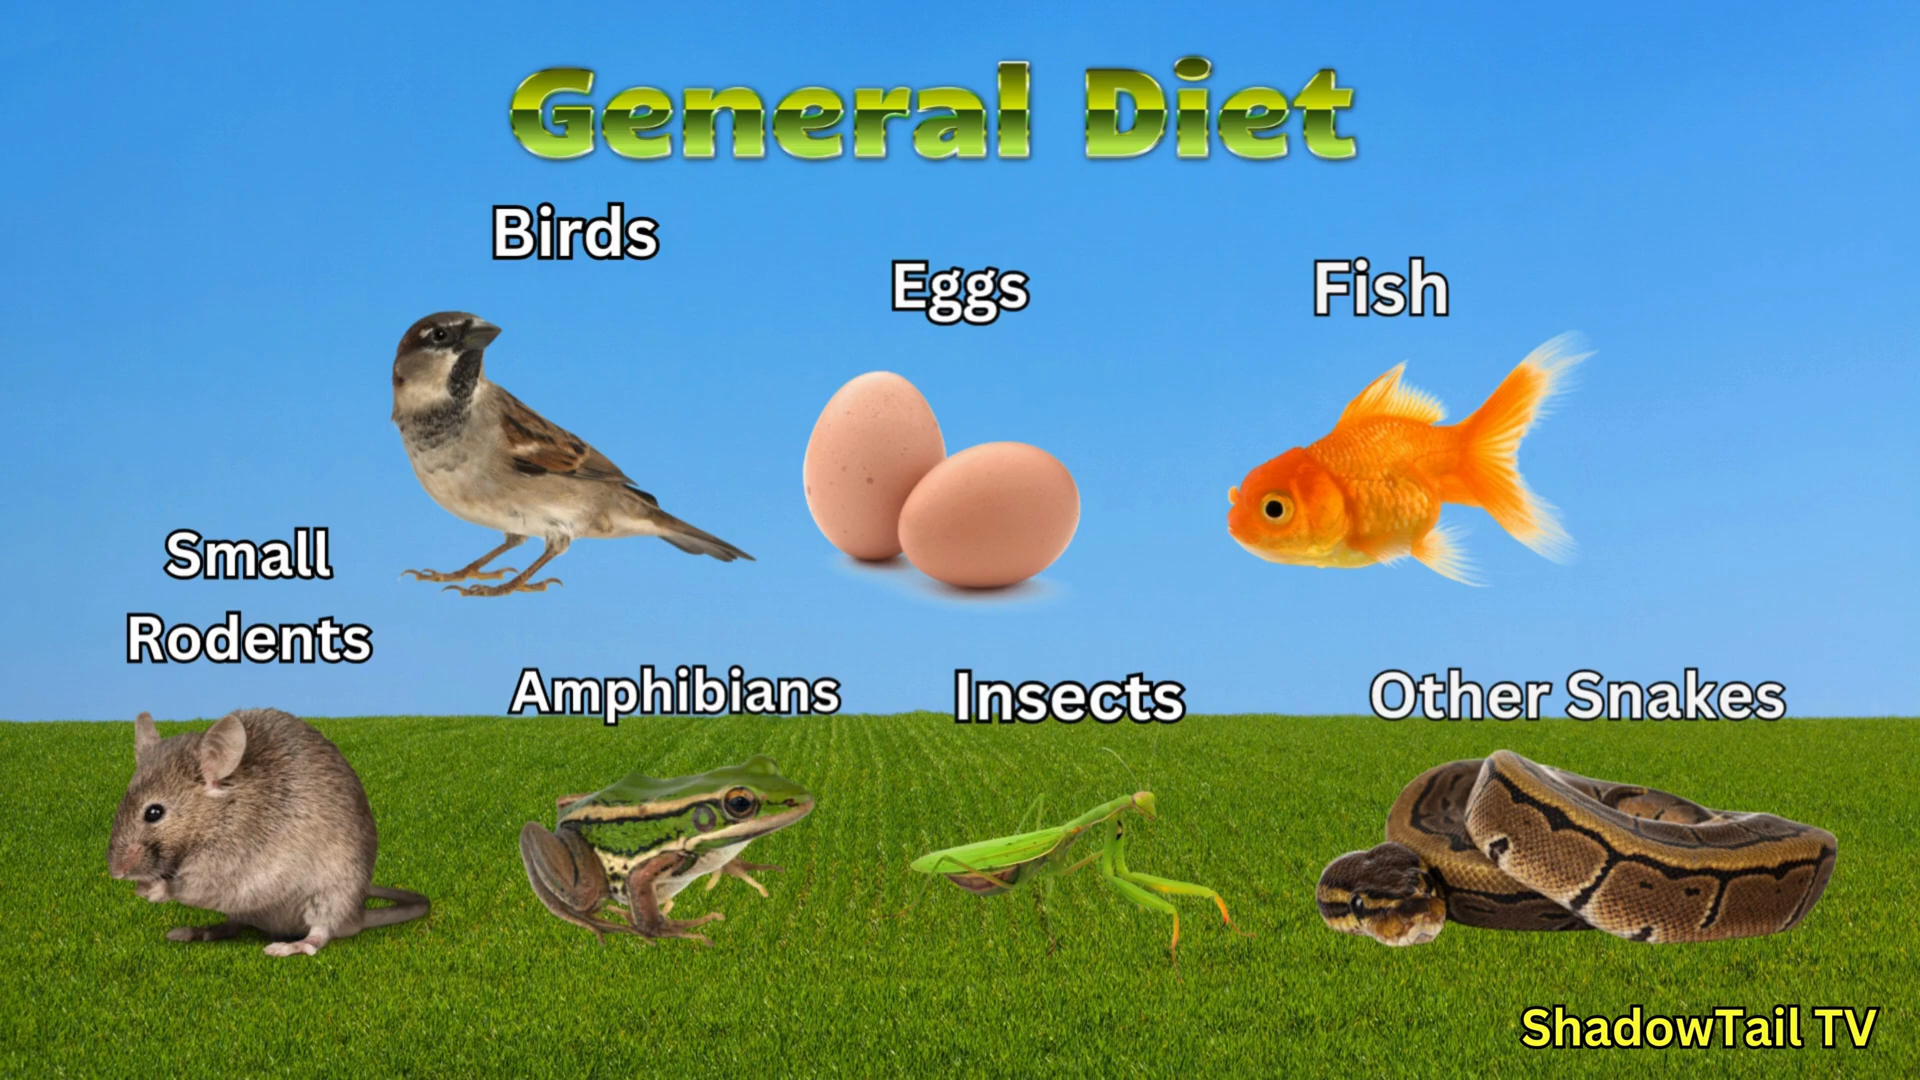 General Diet
Birds
Eggs
Fish
Small
Rodents
Amphibians
Insects
Other Snakes
ShadowTail TV